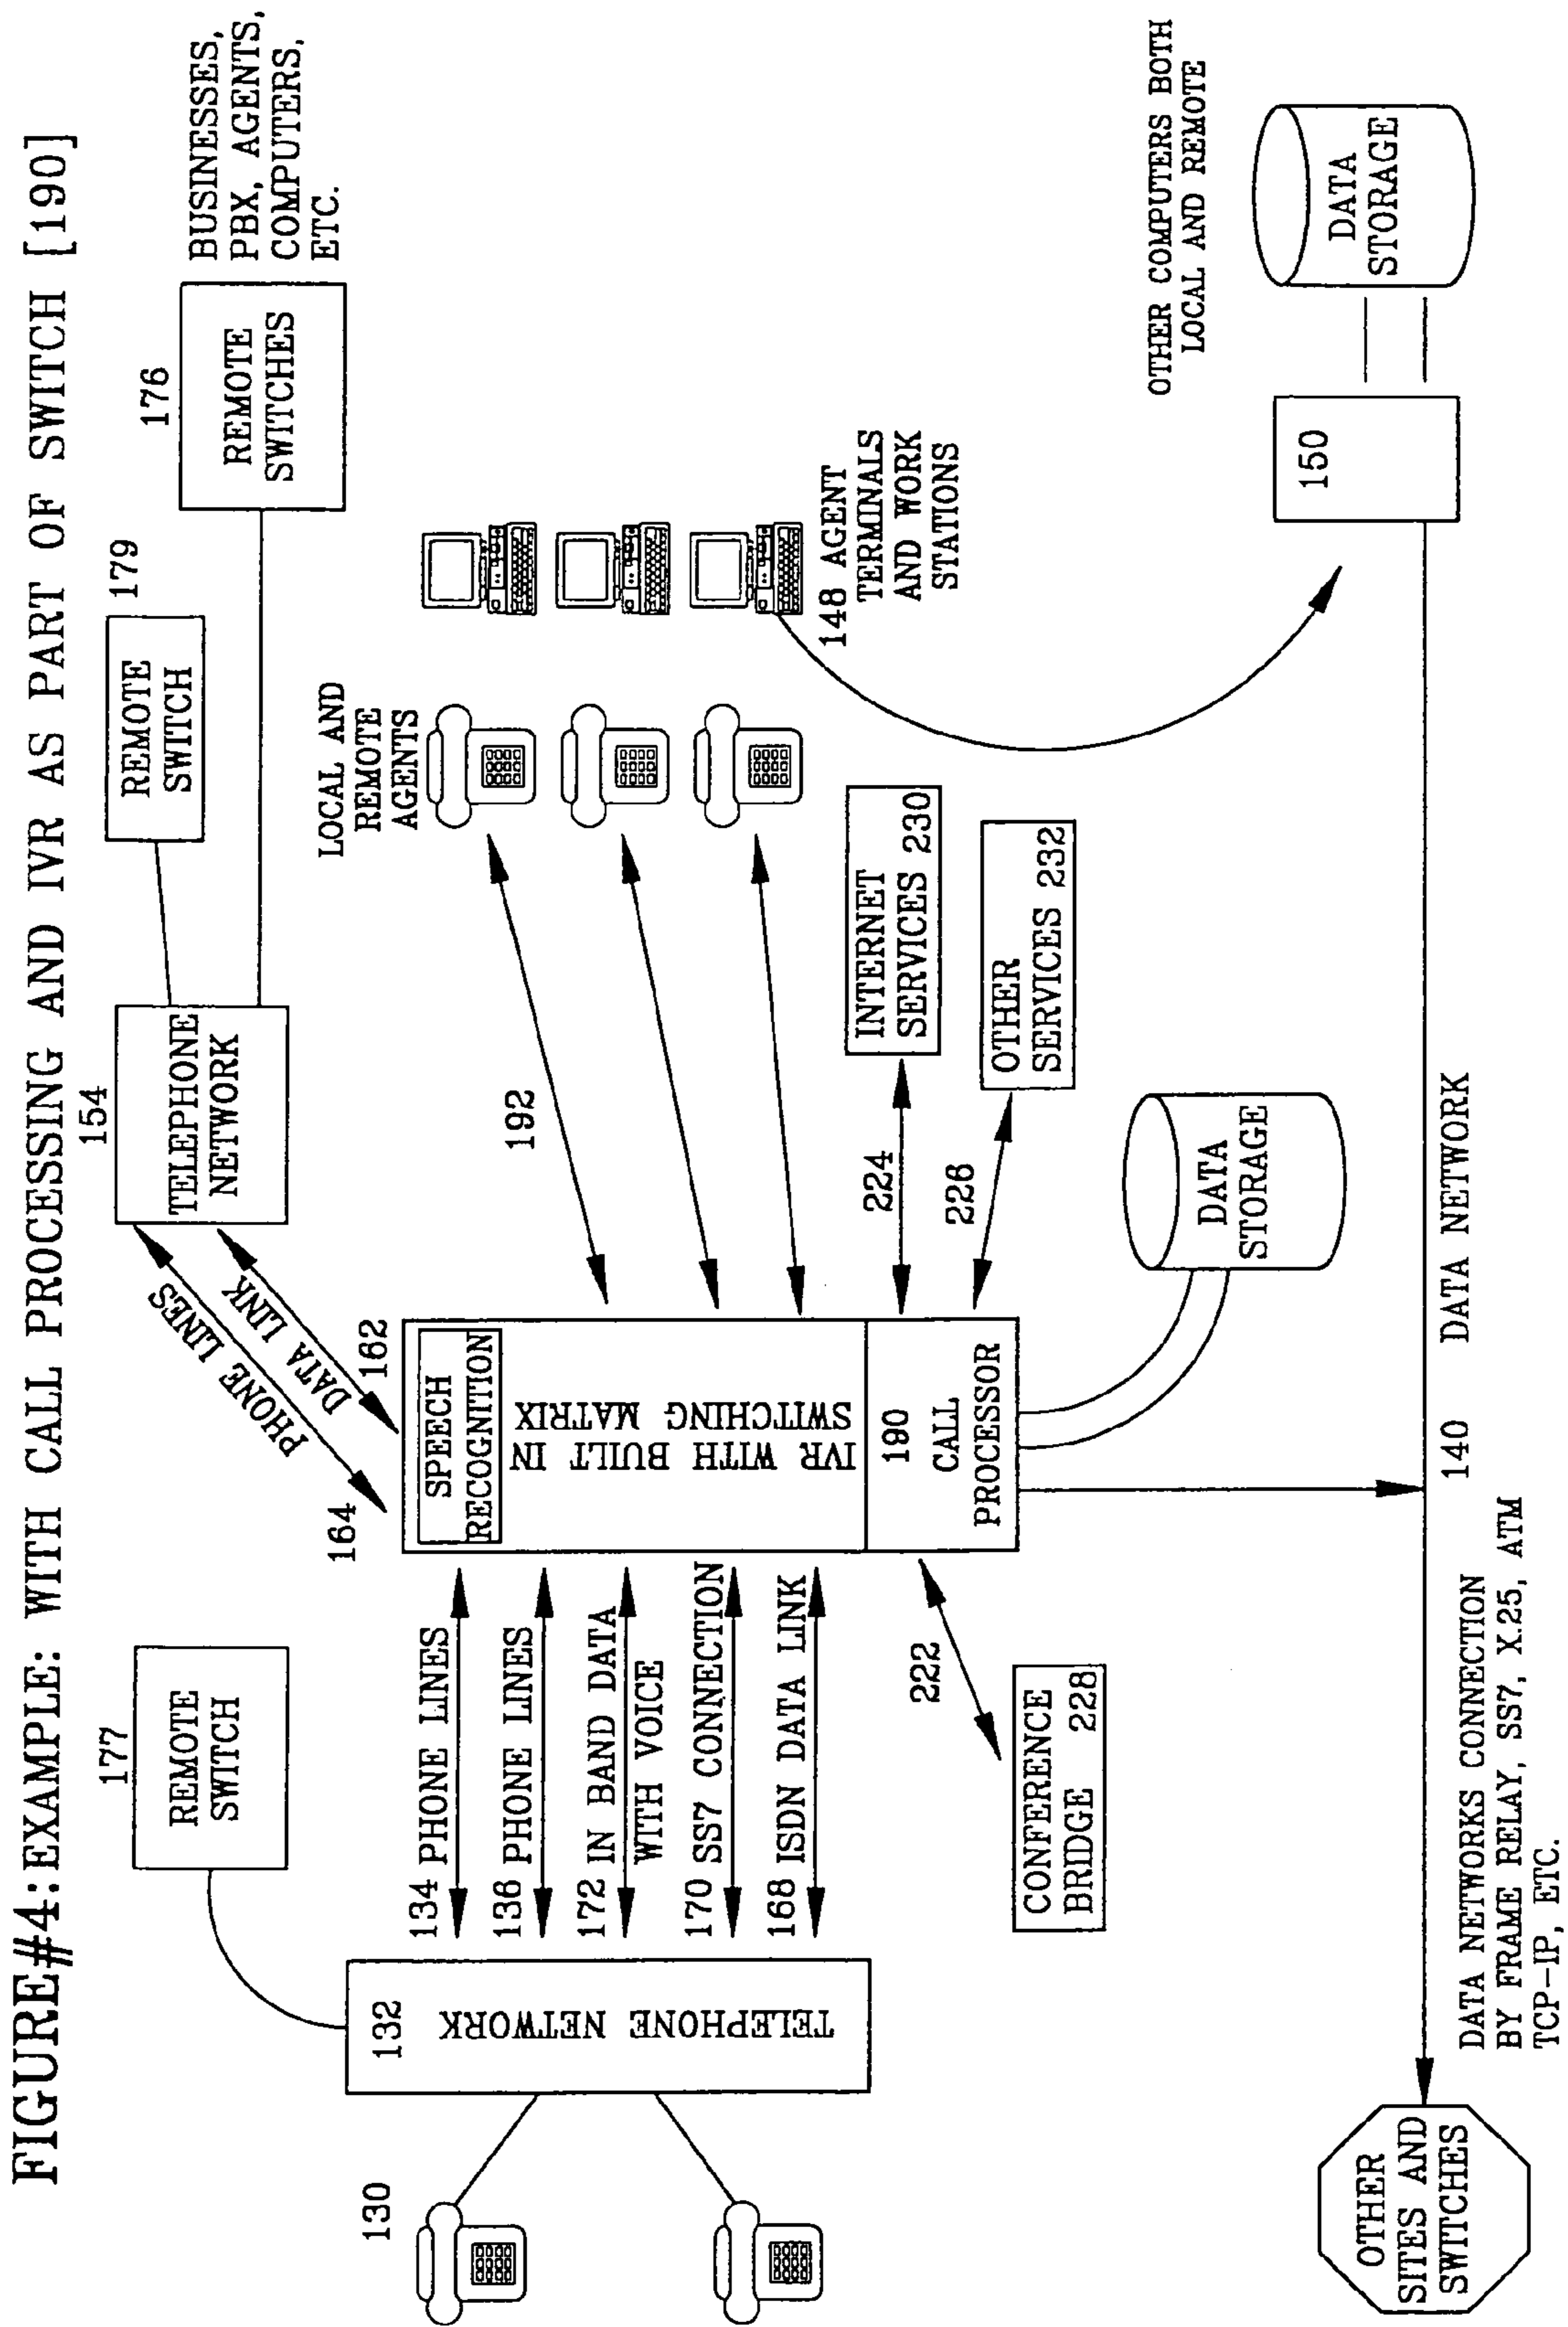 FIGURE#4:EXAMPLE: WITH CALL PROCESSING AND IVR AS PART OF SWITCH [190]
177
REMOTE
SWITCH
154
TELEPHONE
NETWORK
179
REMOTE
SWITCH
176
REMOTE
SWITCHES
BUSINESSES,
PBX, AGENTS,
COMPUTERS,
ETC.
PHONE LINES
DATA LINK
164
162
130
132
TELEPHONE NETWORK
134 PHONE LINES
136 PHONE LINES
172 IN BAND DATA
WITH VOICE
170 SS7 CONNECTION
168 ISDN DATA LINK
SPEECH
RECOGNITION
IVR WITH BUILT IN
SWITCHING MATRIX
190
CALL
PROCESSOR
192
LOCAL AND
REMOTE
AGENTS
148 AGENT
TERMINALS
AND WORK
STATIONS
224
INTERNET
SERVICES 230
226
OTHER
SERVICES 232
222
CONFERENCE
BRIDGE 228
DATA
STORAGE
OTHER COMPUTERS BOTH
LOCAL AND REMOTE
150
DATA
STORAGE
OTHER
SITES AND
SWITCHES
140 DATA NETWORK
DATA NETWORKS CONNECTION
BY FRAME RELAY, SS7, X.25, ATM
TCP-IP, ETC.